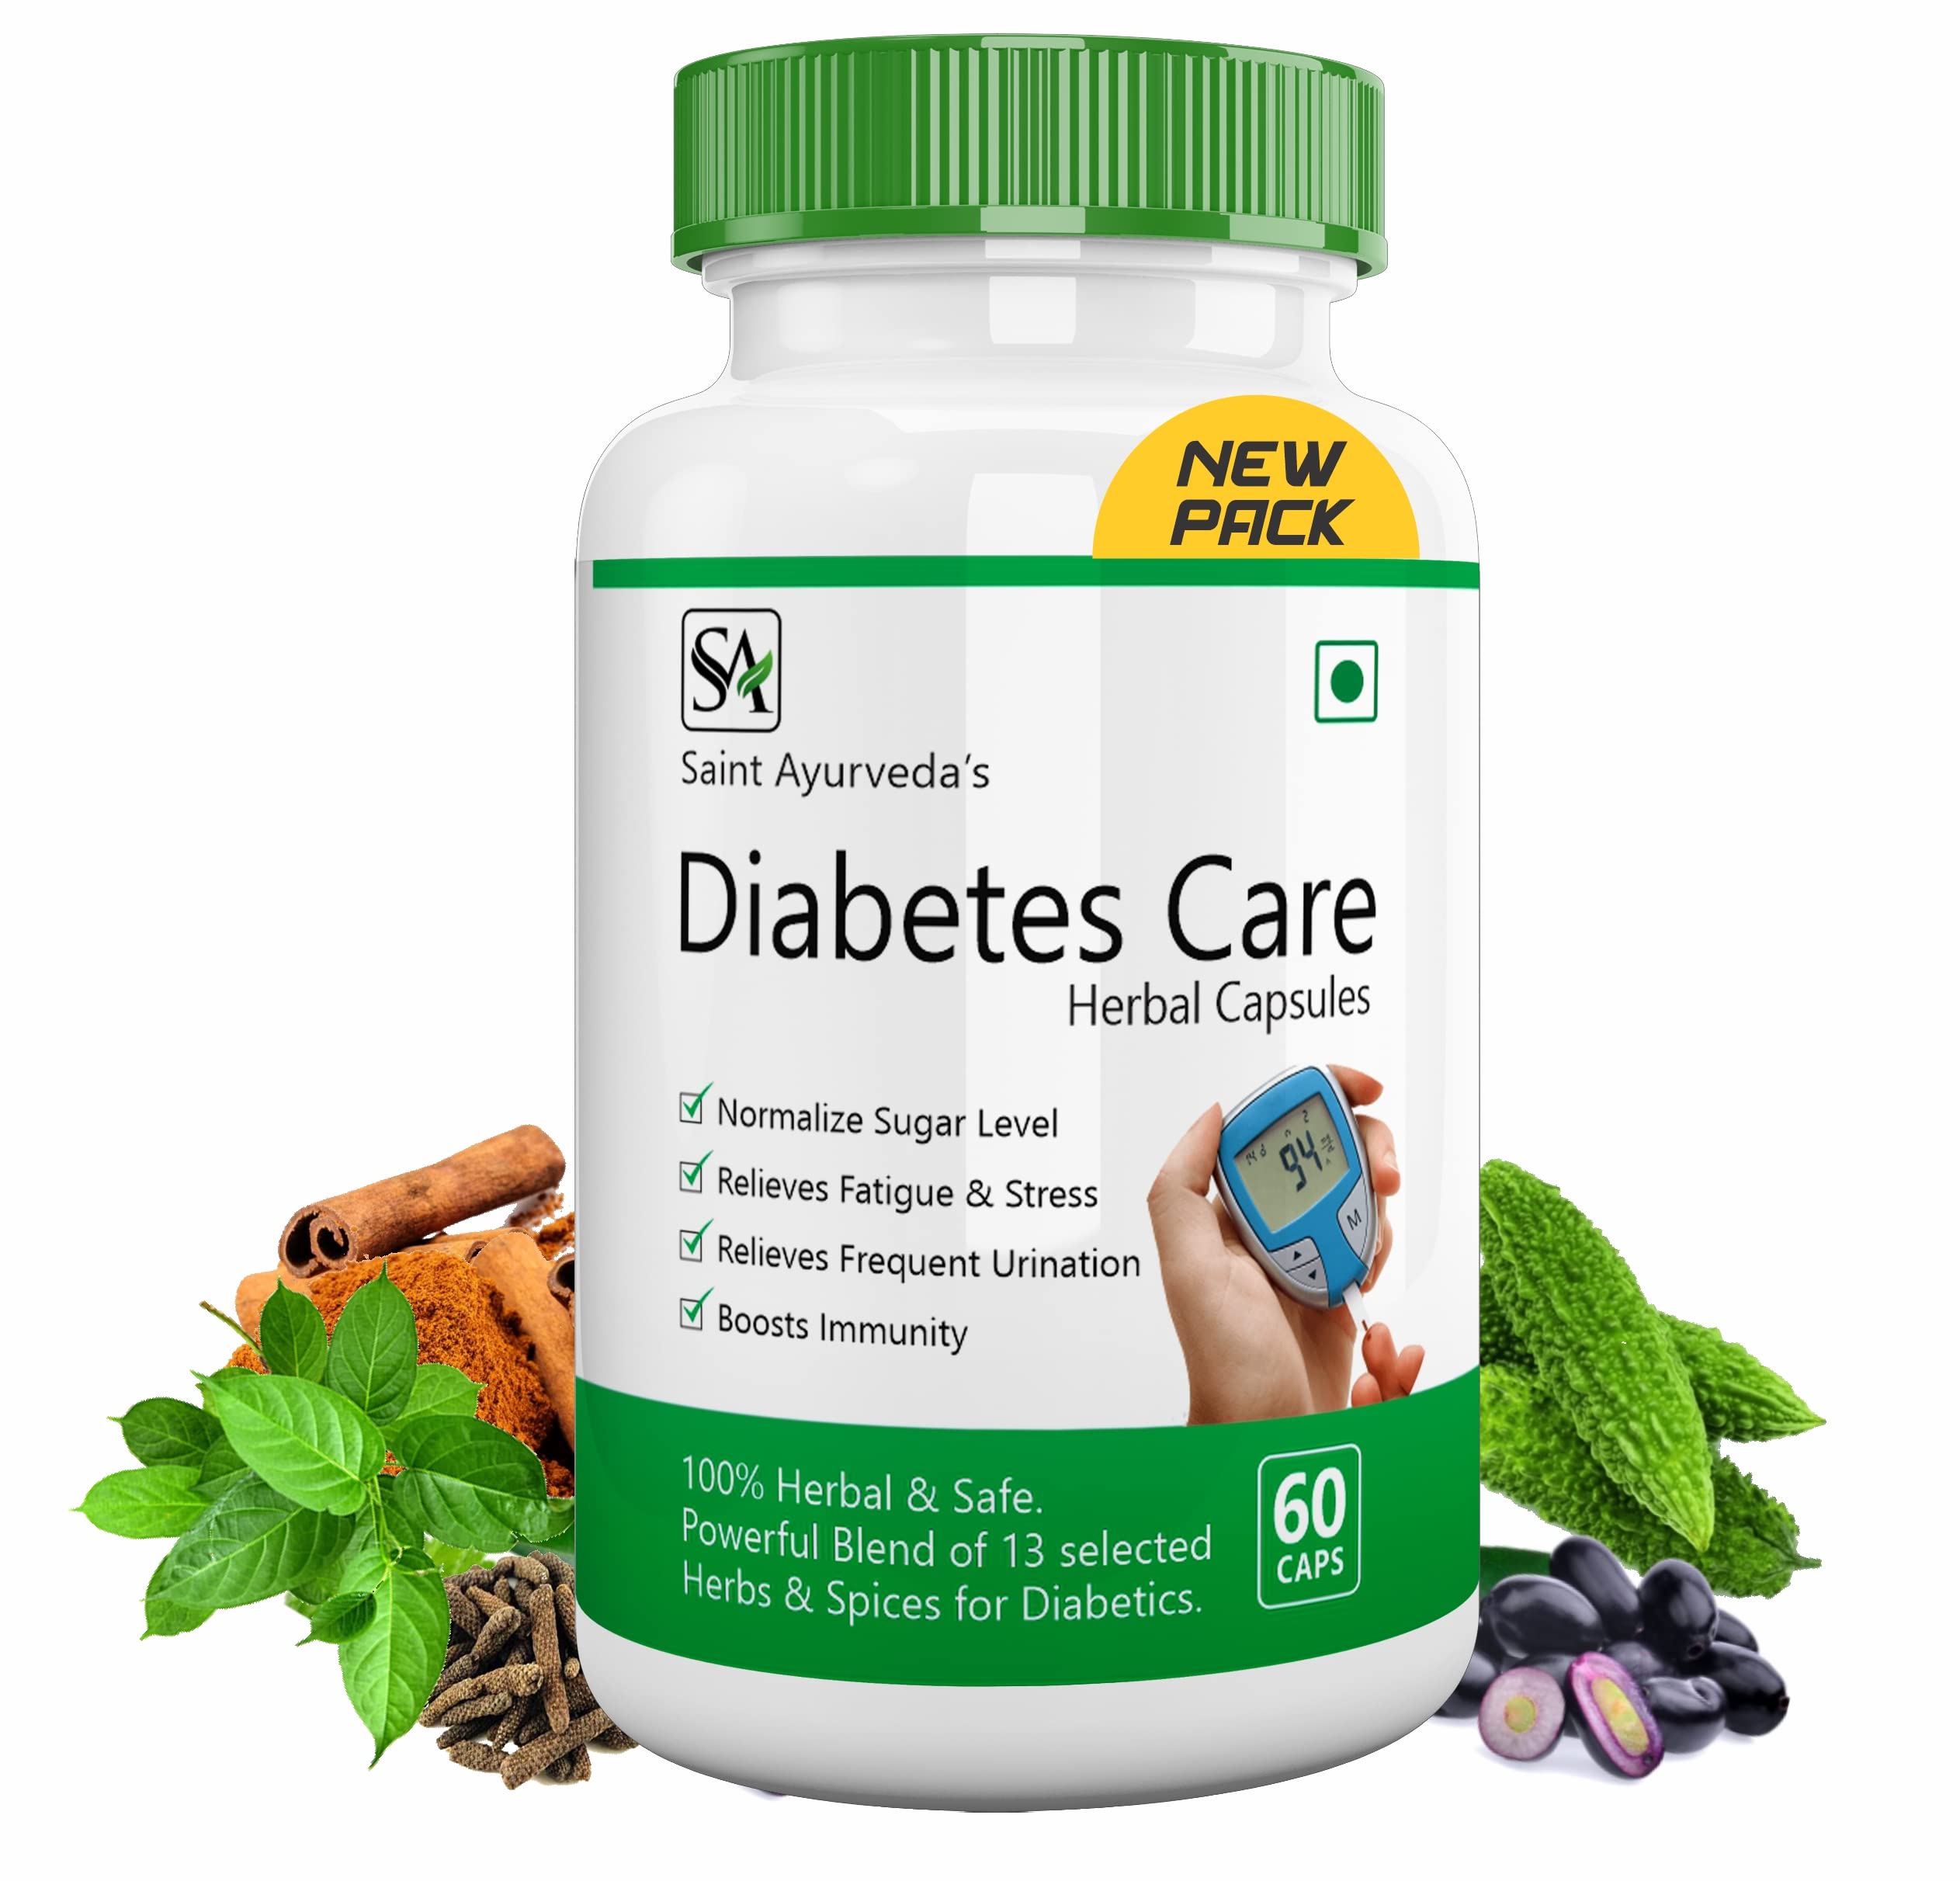 NEW
PACK
SA
Saint Ayurveda's
Diabetes Care
Herbal Capsules
Normalize Sugar Level
Relieves Fatigue & Stress
Relieves Frequent Urination
Boosts Immunity
94
M
100% Herbal & Safe.
Powerful Blend of 13 selected
Herbs & Spices for Diabetics.
60
CAPS